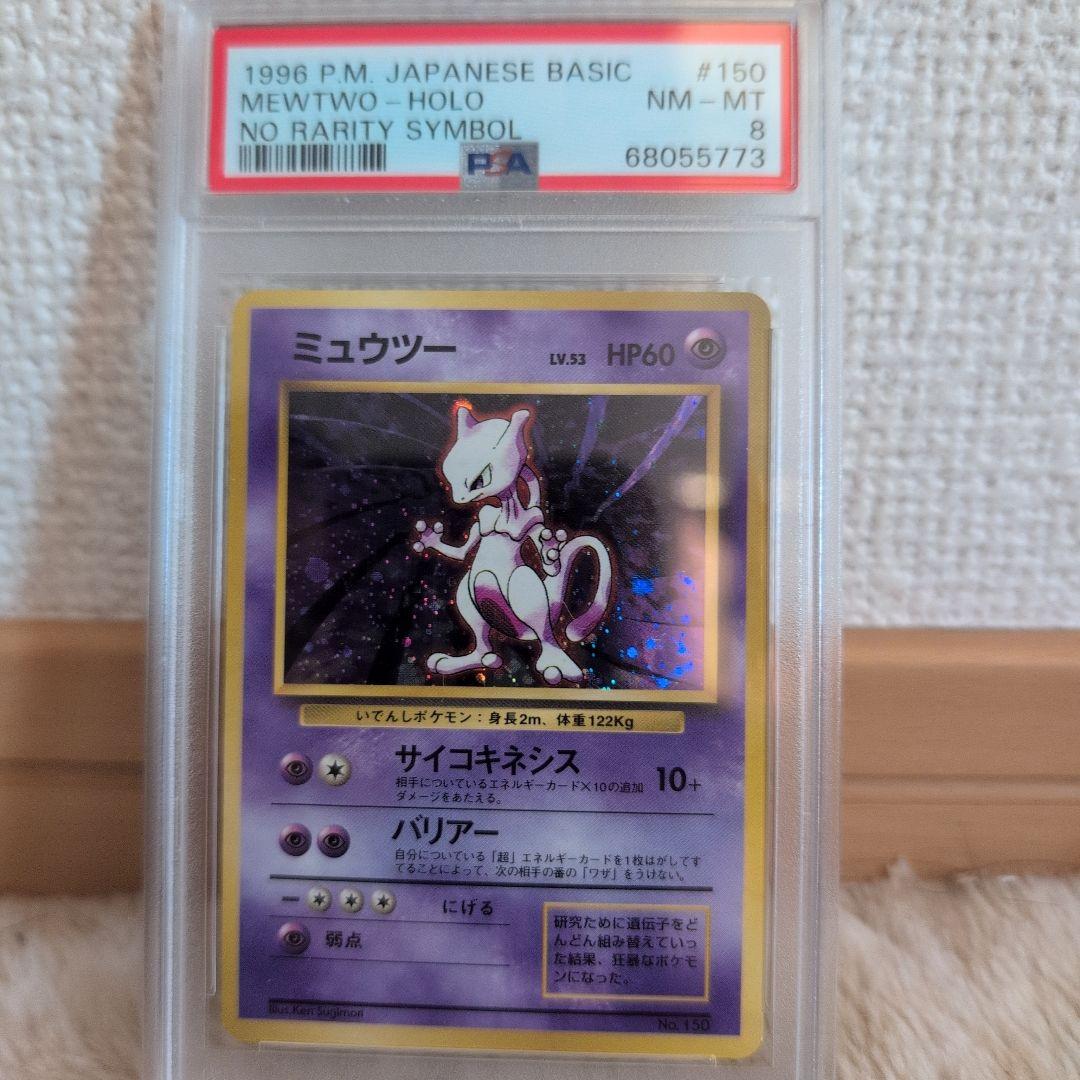 1996 P.M. JAPANESE BASIC #150
MEWTWO-HOLO NM-MT
NO RARITY SYMBOL 8
PSA 68055773
ミュウツー LV.53 HP60
いでんしポケモン：身長2m、体重122Kg
サイコキネシス 10+
相手についているエネルギーカード×10の追加
ダメージをあたえる。
バリアー
自分についている「超」エネルギーカードを1枚はがしてす
てることによって、次の相手の番の「ワザ」をうけない。
にげる
弱点
研究ために遺伝子をど
んどん組み替えていっ
た結果、狂暴なポケモ
ンになった。
Illus.Ken Sugimori
No. 150